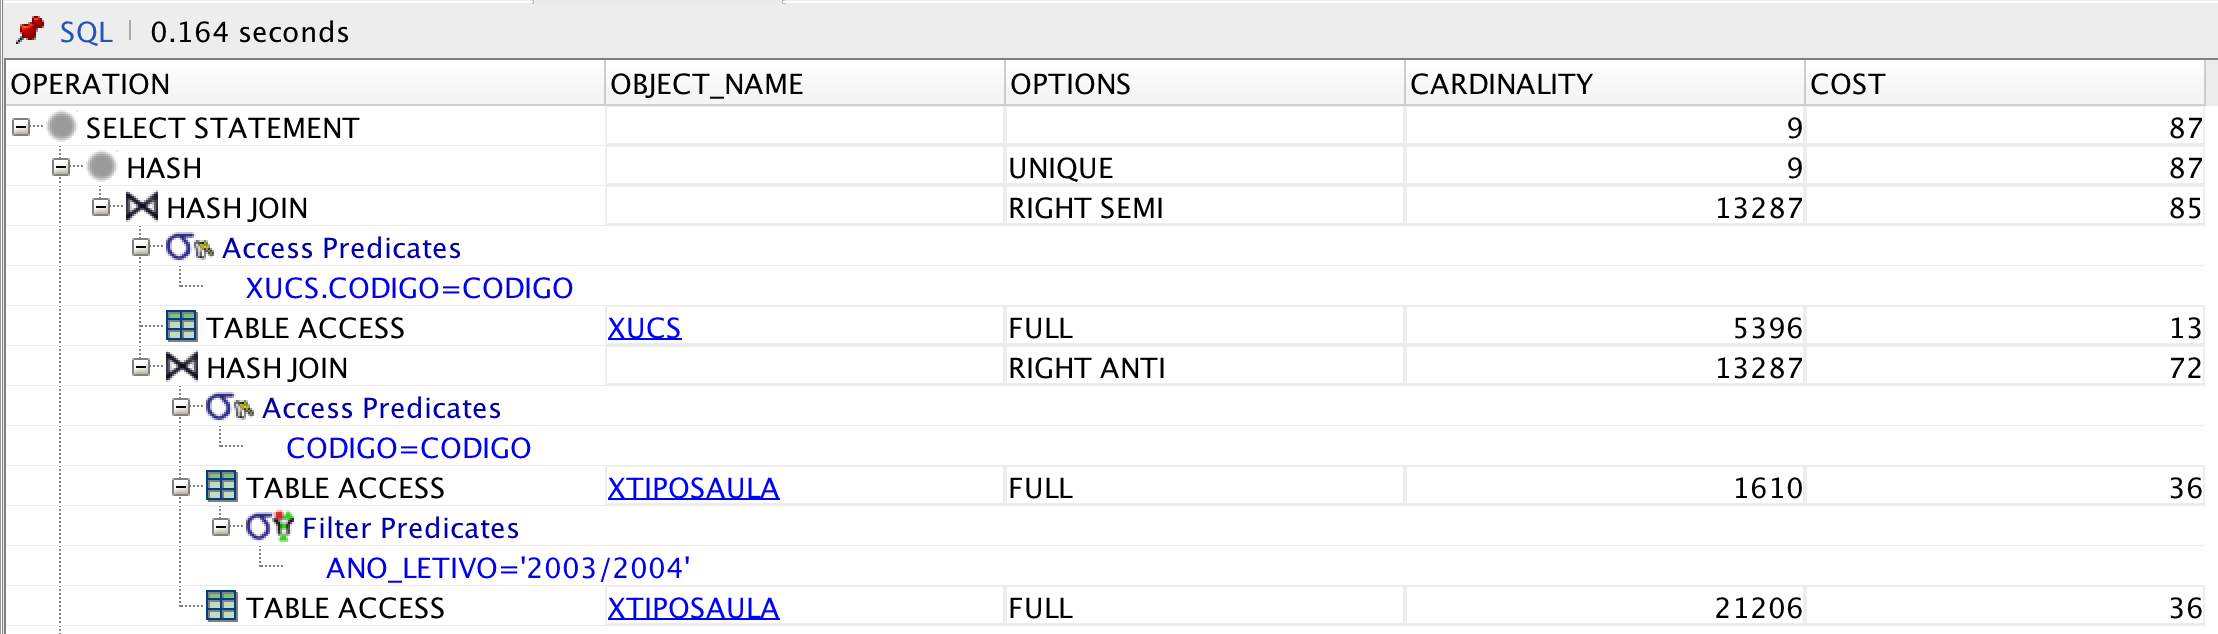 SQL | 0.164 seconds
OPERATION OBJECT_NAME OPTIONS CARDINALITY COST
SELECT STATEMENT 9 87
HASH UNIQUE 9 87
HASH JOIN RIGHT SEMI 13287 85
Access Predicates
XUCS.CODIGO=CODIGO
TABLE ACCESS XUCS FULL 5396 13
HASH JOIN RIGHT ANTI 13287 72
Access Predicates
CODIGO=CODIGO
TABLE ACCESS XTIPOSAULA FULL 1610 36
Filter Predicates
ANO_LETIVO='2003/2004'
TABLE ACCESS XTIPOSAULA FULL 21206 36